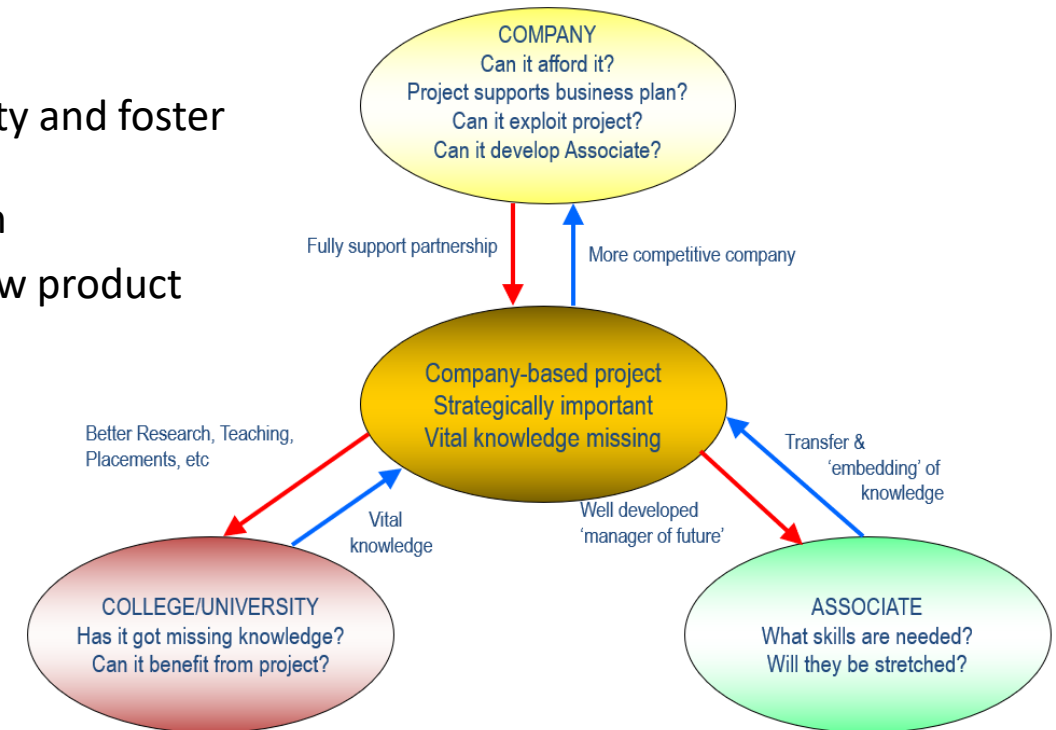 ty and foster
n
w product
COMPANY
Can it afford it?
Project supports business plan?
Can it exploit project?
Can it develop Associate?
Fully support partnership
More competitive company
Company-based project
Strategically important
Vital knowledge missing
Better Research, Teaching,
Placements, etc
Vital
knowledge
Well developed
‘manager of future’
Transfer &
‘embedding’ of
knowledge
COLLEGE/UNIVERSITY
Has it got missing knowledge?
Can it benefit from project?
ASSOCIATE
What skills are needed?
Will they be stretched?